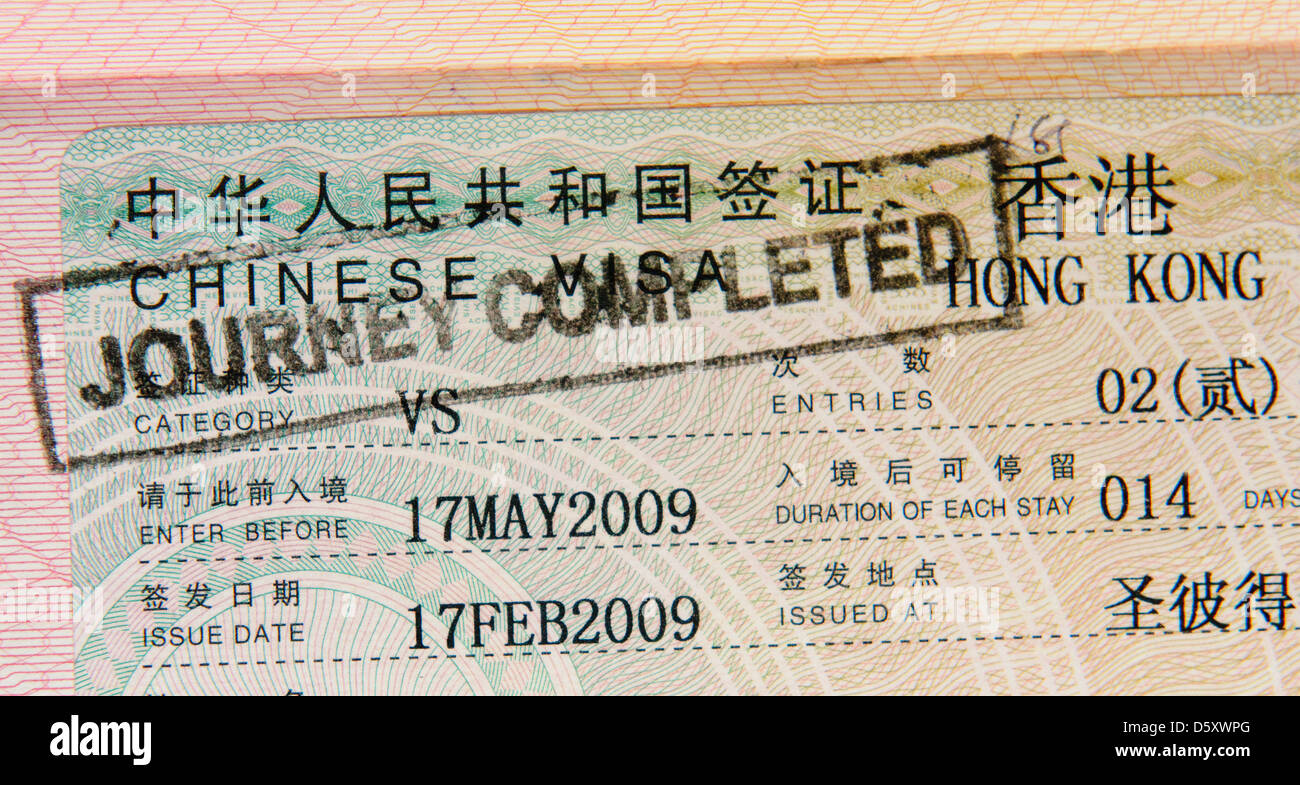 中华人民共和国签证 香港
CHINESE VISA HONG KONG
JOURNEY COMPLETED
签证种类 次数
CATEGORY VS ENTRIES 02(贰)
请于此前入境 入境后可停留
ENTER BEFORE 17MAY2009 DURATION OF EACH STAY 014 DAYS
签发日期 签发地点
ISSUE DATE 17FEB2009 ISSUED AT 圣彼得
alamy
Image ID: D5XWPG
www.alamy.com